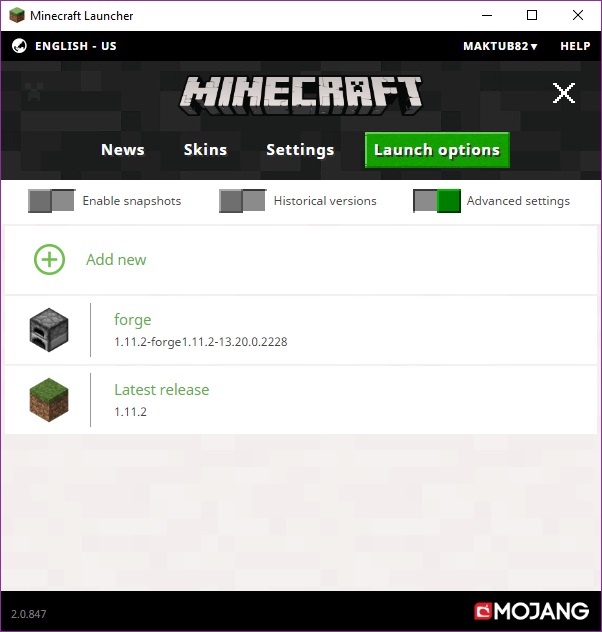 Minecraft Launcher
ENGLISH - US
MAKTUB82▼
HELP
MINECRAFT
News
Skins
Settings
Launch options
Enable snapshots
Historical versions
Advanced settings
Add new
forge
1.11.2-forge1.11.2-13.20.0.2228
Latest release
1.11.2
2.0.847
MOJANG